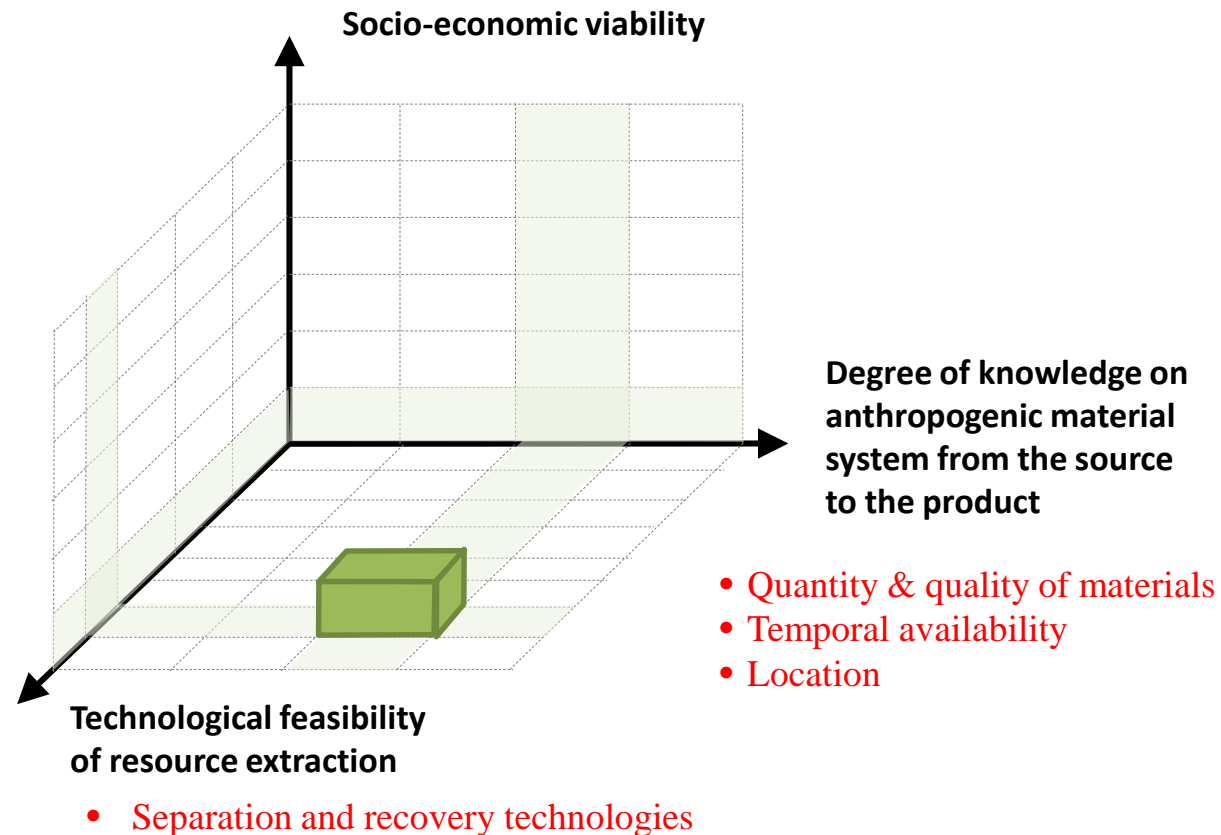 Socio-economic viability
Degree of knowledge on
anthropogenic material
system from the source
to the product
• Quantity & quality of materials
• Temporal availability
• Location
Technological feasibility
of resource extraction
• Separation and recovery technologies